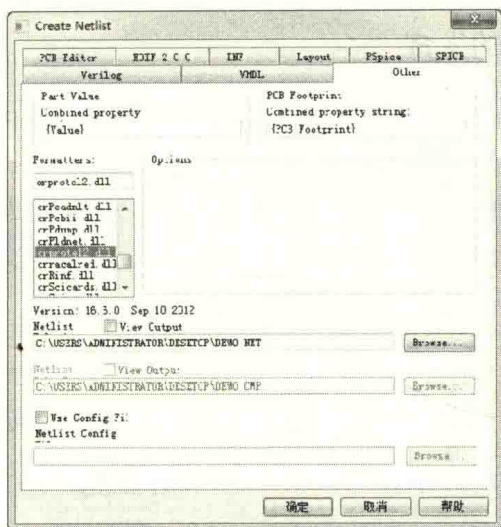 Create Netlist
PCB Editor EDIF 2 C C INF Layout PSpice SPICE
Verilog VHDL Other
Part Value
Combined property
{Value}
PCB Footprint
Combined property string:
{PCB Footprint}
Formatters:
Options
orprotel2.dll
orPcadnlt.dll
orPcbii.dll
orPdump.dll
orPldnet.dll
orprotel2.dll
orracalred.dll
orRinf.dll
orScicards.dll
Version: 16.3.0 Sep 10 2012
Netlist View Output
C:\USERS\ADMINISTRATOR\DESKTOP\DEMO NET Browse...
Netlist View Output
C:\USERS\ADMINISTRATOR\DESKTOP\DEMO CMP Browse...
Use Config Fil
Netlist Config
Browse...
确定 取消 帮助